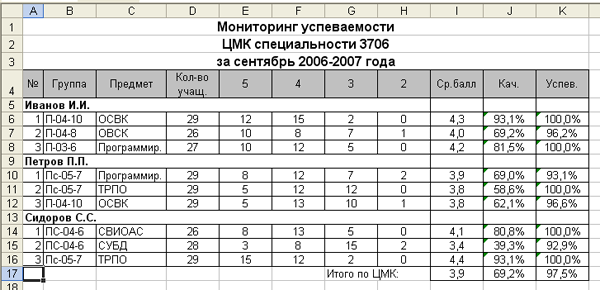 A B C D E F G H I J K
1 Мониторинг успеваемости
2 ЦМК специальности 3706
3 за сентябрь 2006-2007 года
4 № Группа Предмет Кол-во учащ. 5 4 3 2 Ср.балл Кач. Успев.
5 Иванов И.И.
6 1 П-04-10 ОСВК 29 12 15 2 0 4,3 93,1% 100,0%
7 2 П-04-8 ОВСК 26 10 8 7 1 4,0 69,2% 96,2%
8 3 П-03-6 Программир. 27 10 12 5 0 4,2 81,5% 100,0%
9 Петров П.П.
10 1 Пс-05-7 Программир. 29 8 12 7 2 3,9 69,0% 93,1%
11 2 Пс-05-7 ТРПО 29 5 12 12 0 3,8 58,6% 100,0%
12 3 П-04-10 ОСВК 29 5 13 10 1 3,8 62,1% 96,6%
13 Сидоров С.С.
14 1 ПС-04-6 СВИОАС 26 8 13 5 0 4,1 80,8% 100,0%
15 2 ПС-04-6 СУБД 28 3 8 15 2 3,4 39,3% 92,9%
16 3 Пс-05-7 ТРПО 29 15 12 2 0 4,4 93,1% 100,0%
17 Итого по ЦМК: 3,9 69,2% 97,5%
18